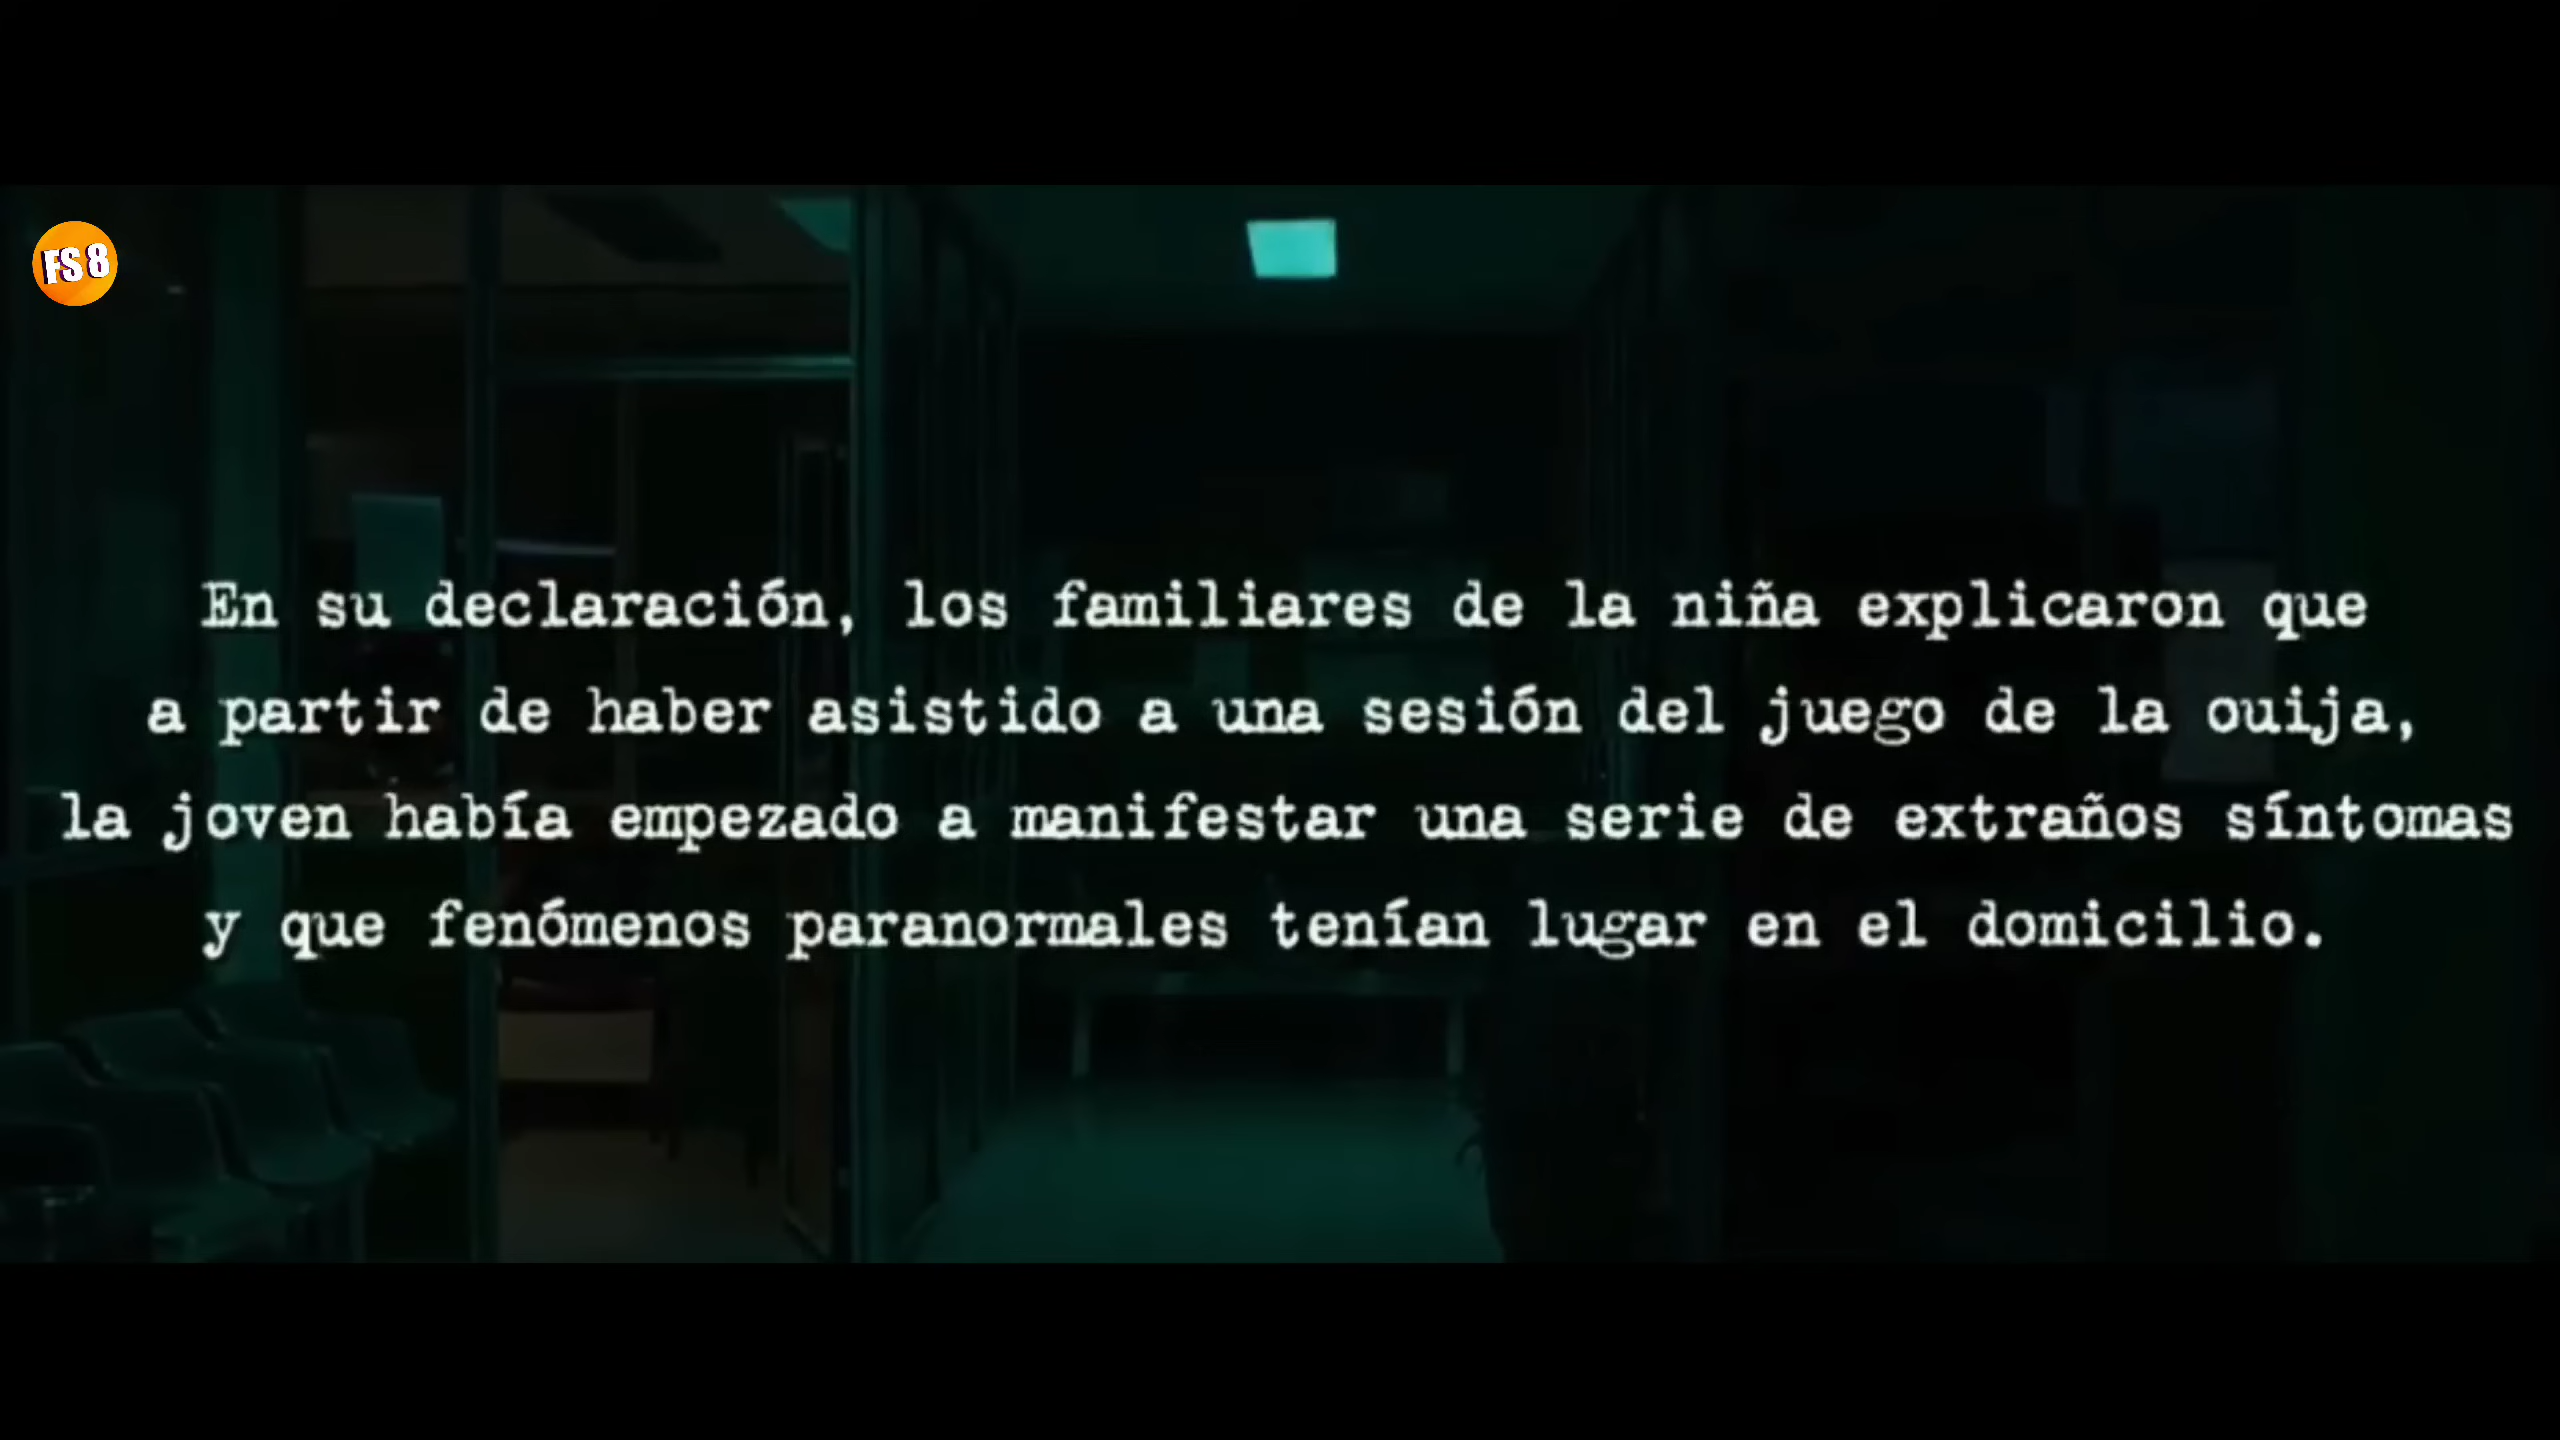 FS 8
En su declaración, los familiares de la niña explicaron que
a partir de haber asistido a una sesión del juego de la ouija,
la joven había empezado a manifestar una serie de extraños síntomas
y que fenómenos paranormales tenían lugar en el domicilio.